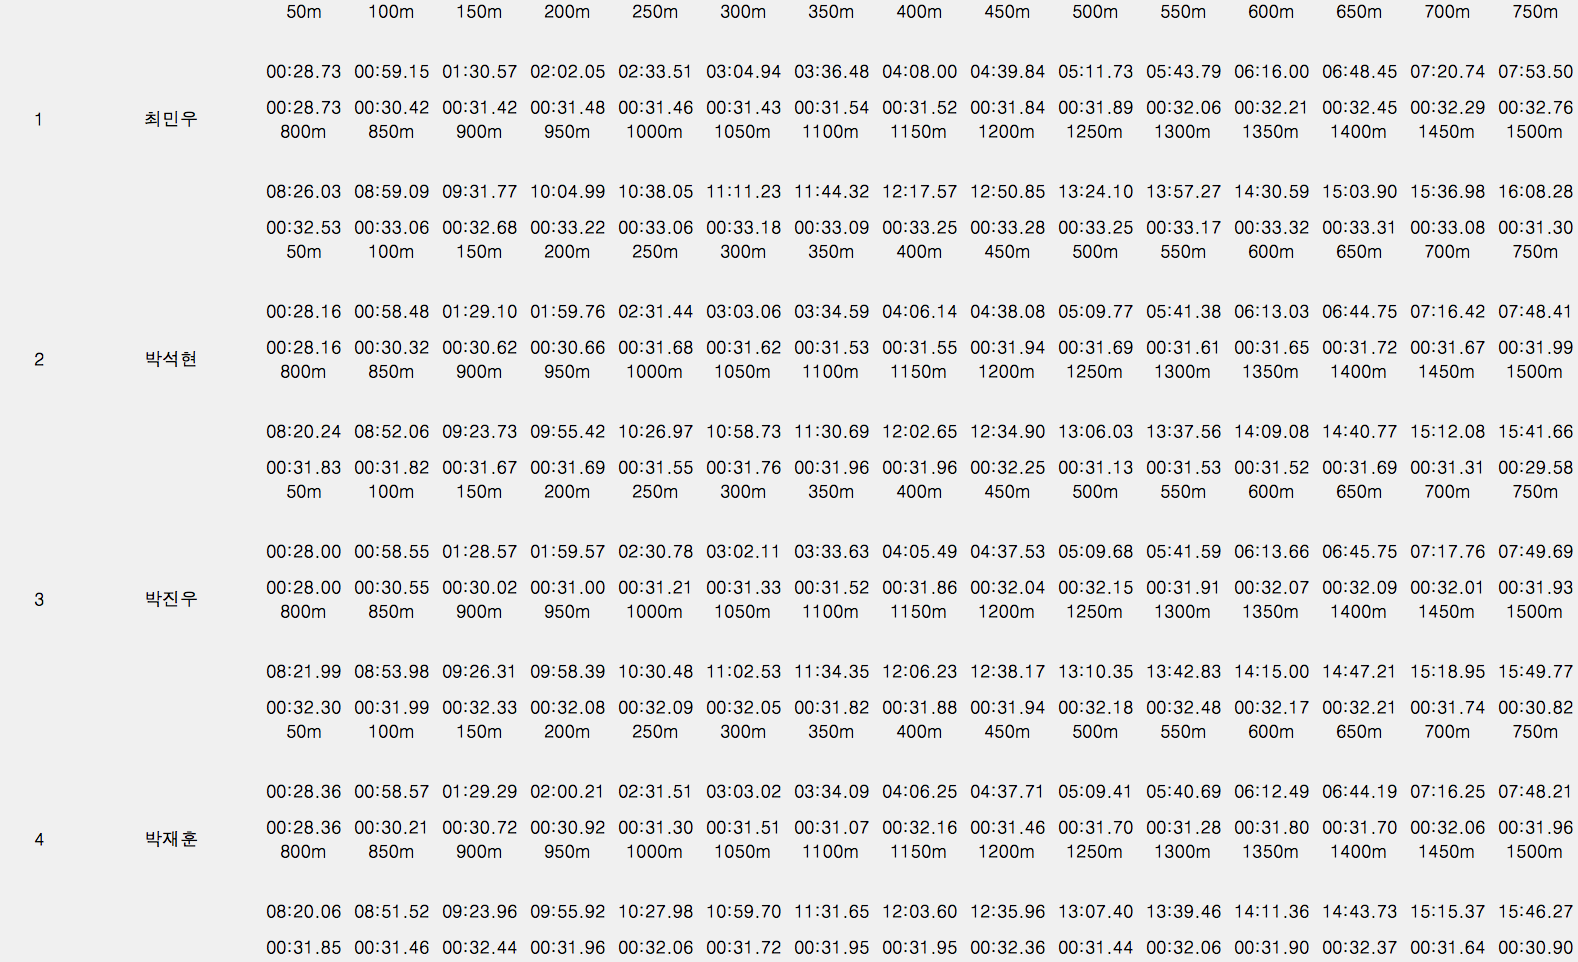 50m 100m 150m 200m 250m 300m 350m 400m 450m 500m 550m 600m 650m 700m 750m
00:28.73 00:59.15 01:30.57 02:02.05 02:33.51 03:04.94 03:36.48 04:08.00 04:39.84 05:11.73 05:43.79 06:16.00 06:48.45 07:20.74 07:53.50
00:28.73 00:30.42 00:31.42 00:31.48 00:31.46 00:31.43 00:31.54 00:31.52 00:31.84 00:31.89 00:32.06 00:32.21 00:32.45 00:32.29 00:32.76
1 최민우
800m 850m 900m 950m 1000m 1050m 1100m 1150m 1200m 1250m 1300m 1350m 1400m 1450m 1500m
08:26.03 08:59.09 09:31.77 10:04.99 10:38.05 11:11.23 11:44.32 12:17.57 12:50.85 13:24.10 13:57.27 14:30.59 15:03.90 15:36.98 16:08.28
00:32.53 00:33.06 00:32.68 00:33.22 00:33.06 00:33.18 00:33.09 00:33.25 00:33.28 00:33.25 00:33.17 00:33.32 00:33.31 00:33.08 00:31.30
50m 100m 150m 200m 250m 300m 350m 400m 450m 500m 550m 600m 650m 700m 750m
00:28.16 00:58.48 01:29.10 01:59.76 02:31.44 03:03.06 03:34.59 04:06.14 04:38.08 05:09.77 05:41.38 06:13.03 06:44.75 07:16.42 07:48.41
00:28.16 00:30.32 00:30.62 00:30.66 00:31.68 00:31.62 00:31.53 00:31.55 00:31.94 00:31.69 00:31.61 00:31.65 00:31.72 00:31.67 00:31.99
2 박석현
800m 850m 900m 950m 1000m 1050m 1100m 1150m 1200m 1250m 1300m 1350m 1400m 1450m 1500m
08:20.24 08:52.06 09:23.73 09:55.42 10:26.97 10:58.73 11:30.69 12:02.65 12:34.90 13:06.03 13:37.56 14:09.08 14:40.77 15:12.08 15:41.66
00:31.83 00:31.82 00:31.67 00:31.69 00:31.55 00:31.76 00:31.96 00:31.96 00:32.25 00:31.13 00:31.53 00:31.52 00:31.69 00:31.31 00:29.58
50m 100m 150m 200m 250m 300m 350m 400m 450m 500m 550m 600m 650m 700m 750m
00:28.00 00:58.55 01:28.57 01:59.57 02:30.78 03:02.11 03:33.63 04:05.49 04:37.53 05:09.68 05:41.59 06:13.66 06:45.75 07:17.76 07:49.69
00:28.00 00:30.55 00:30.02 00:31.00 00:31.21 00:31.33 00:31.52 00:31.86 00:32.04 00:32.15 00:31.91 00:32.07 00:32.09 00:32.01 00:31.93
3 박진우
800m 850m 900m 950m 1000m 1050m 1100m 1150m 1200m 1250m 1300m 1350m 1400m 1450m 1500m
08:21.99 08:53.98 09:26.31 09:58.39 10:30.48 11:02.53 11:34.35 12:06.23 12:38.17 13:10.35 13:42.83 14:15.00 14:47.21 15:18.95 15:49.77
00:32.30 00:31.99 00:32.33 00:32.08 00:32.09 00:32.05 00:31.82 00:31.88 00:31.94 00:32.18 00:32.48 00:32.17 00:32.21 00:31.74 00:30.82
50m 100m 150m 200m 250m 300m 350m 400m 450m 500m 550m 600m 650m 700m 750m
00:28.36 00:58.57 01:29.29 02:00.21 02:31.51 03:03.02 03:34.09 04:06.25 04:37.71 05:09.41 05:40.69 06:12.49 06:44.19 07:16.25 07:48.21
00:28.36 00:30.21 00:30.72 00:30.92 00:31.30 00:31.51 00:31.07 00:32.16 00:31.46 00:31.70 00:31.28 00:31.80 00:31.70 00:32.06 00:31.96
4 박재훈
800m 850m 900m 950m 1000m 1050m 1100m 1150m 1200m 1250m 1300m 1350m 1400m 1450m 1500m
08:20.06 08:51.52 09:23.96 09:55.92 10:27.98 10:59.70 11:31.65 12:03.60 12:35.96 13:07.40 13:39.46 14:11.36 14:43.73 15:15.37 15:46.27
00:31.85 00:31.46 00:32.44 00:31.96 00:32.06 00:31.72 00:31.95 00:31.95 00:32.36 00:31.44 00:32.06 00:31.90 00:32.37 00:31.64 00:30.90